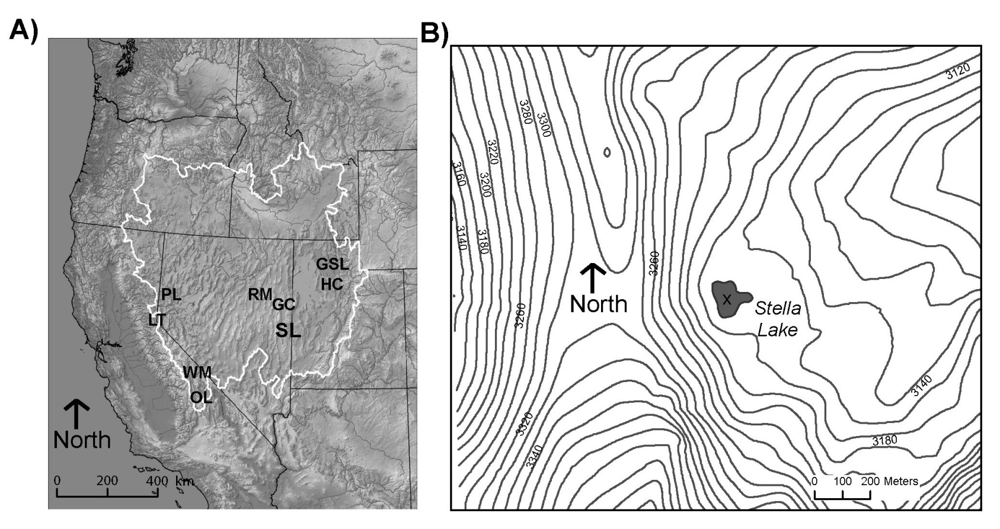 A)
GSL
HC
PL
RM
GC
LT
SL
WM
OL
North
0 200 400 km
B)
3120
3280
3300
3220
3160
3200
3140
3180
3260
North
3260
x
Stella
Lake
3140
3320
3180
3340
0 100 200 Meters